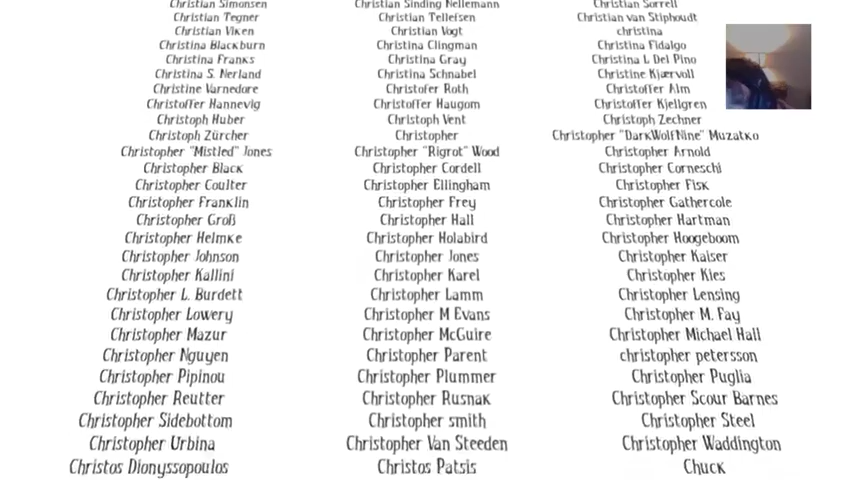 Christian Simonsen Christian Sinding Nellemann Christian Sorrell
Christian Tegner Christian Tellefsen Christian van Stiphoudt
Christian Viken Christian Vogt christina
Christina Blackburn Christina Clingman Christina Fidalgo
Christina Franks Christina Gray Christina L Del Pino
Christina S. Nerland Christina Schnabel Christine Kjærvoll
Christine Varnedore Christofer Roth Christoffer Alm
Christoffer Hannevig Christoffer Haugom Christoffer Kjellgren
Christoph Huber Christoph Vent Christoph Zechner
Christoph Zürcher Christopher Christopher "DarkWolfNine" Muzatko
Christopher "Mistled" Jones Christopher "Rigrot" Wood Christopher Arnold
Christopher Black Christopher Cordell Christopher Corneschi
Christopher Coulter Christopher Ellingham Christopher Fisk
Christopher Franklin Christopher Frey Christopher Gathercole
Christopher Groß Christopher Hall Christopher Hartman
Christopher Helmke Christopher Holabird Christopher Hoogeboom
Christopher Johnson Christopher Jones Christopher Kaiser
Christopher Kallini Christopher Karel Christopher Kies
Christopher L. Burdett Christopher Lamm Christopher Lensing
Christopher Lowery Christopher M Evans Christopher M. Fay
Christopher Mazur Christopher McGuire Christopher Michael Hall
Christopher Nguyen Christopher Parent christopher petersson
Christopher Pipinou Christopher Plummer Christopher Puglia
Christopher Reutter Christopher Rusnak Christopher Scour Barnes
Christopher Sidebottom Christopher smith Christopher Steel
Christopher Urbina Christopher Van Steeden Christopher Waddington
Christos Dionyssopoulos Christos Patsis Chuck